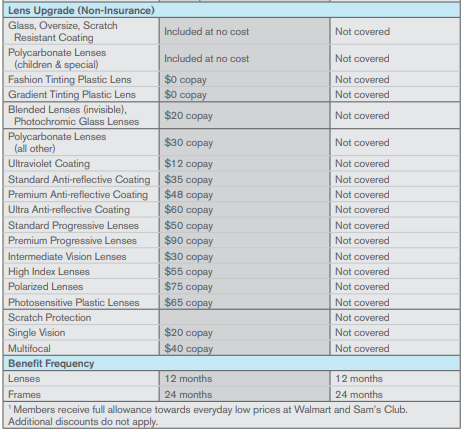 Lens Upgrade (Non-Insurance)
Glass, Oversize, Scratch
Resistant Coating Included at no cost Not covered
Polycarbonate Lenses
(children & special) Included at no cost Not covered
Fashion Tinting Plastic Lens $0 copay Not covered
Gradient Tinting Plastic Lens $0 copay Not covered
Blended Lenses (invisible),
Photochromic Glass Lenses $20 copay Not covered
Polycarbonate Lenses
(all other) $30 copay Not covered
Ultraviolet Coating $12 copay Not covered
Standard Anti-reflective Coating $35 copay Not covered
Premium Anti-reflective Coating $48 copay Not covered
Ultra Anti-reflective Coating $60 copay Not covered
Standard Progressive Lenses $50 copay Not covered
Premium Progressive Lenses $90 copay Not covered
Intermediate Vision Lenses $30 copay Not covered
High Index Lenses $55 copay Not covered
Polarized Lenses $75 copay Not covered
Photosensitive Plastic Lenses $65 copay Not covered
Scratch Protection Not covered
Single Vision $20 copay Not covered
Multifocal $40 copay Not covered
Benefit Frequency
Lenses 12 months 12 months
Frames 24 months 24 months
¹ Members receive full allowance towards everyday low prices at Walmart and Sam's Club.
Additional discounts do not apply.